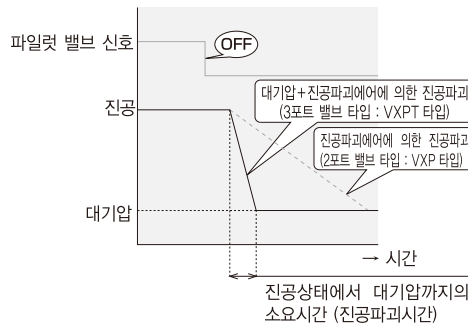 파일럿 밸브 신호
OFF
진공
대기압+진공파괴에어에 의한 진공파괴
(3포트 밸브 타입 : VXPT 타입)
진공파괴에어에 의한 진공파괴
(2포트 밸브 타입 : VXP 타입)
대기압
→ 시간
진공상태에서 대기압까지의
소요시간 (진공파괴시간)